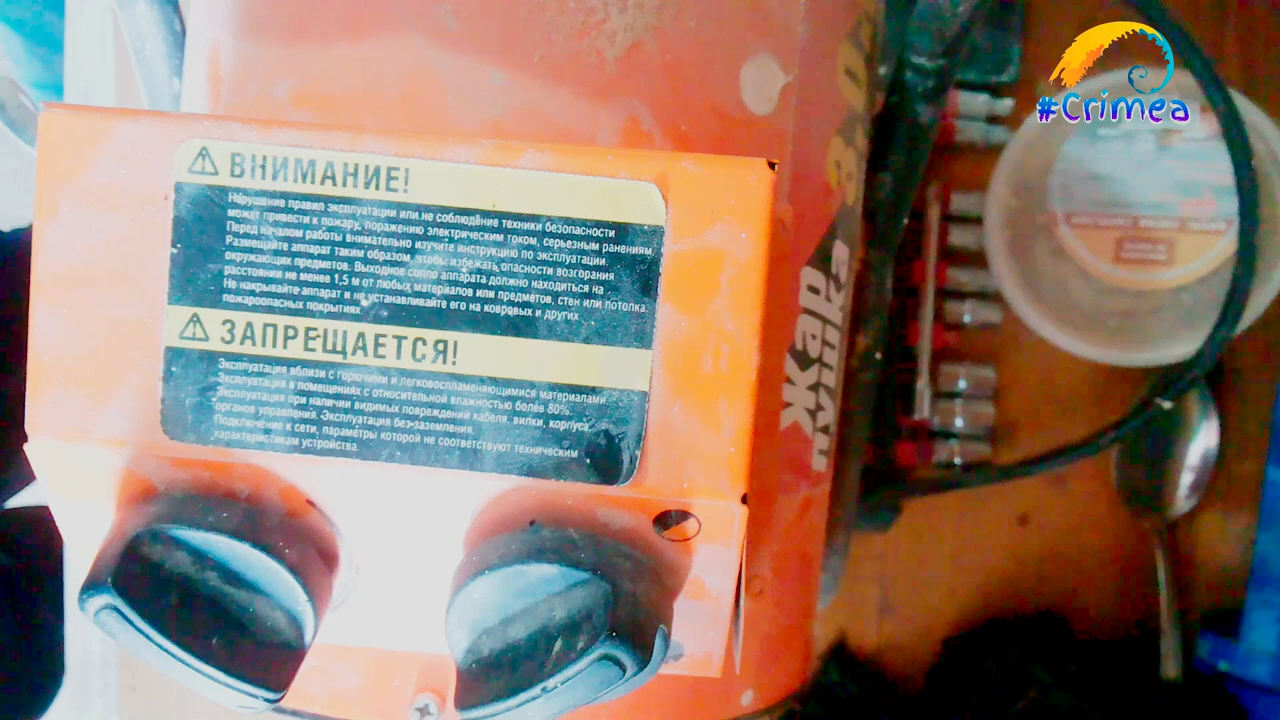 #Crimea
ВНИМАНИЕ!
Нарушение правил эксплуатации или не соблюдение техники безопасности
может привести к пожару, поражению электрическим током, серьезным ранениям.
Перед началом работы внимательно изучите инструкцию по эксплуатации.
Размещайте аппарат таким образом, чтобы избежать опасности возгорания
окружающих предметов. Выходное сопло аппарата должно находиться на
расстоянии не менее 1,5 м от любых материалов или предметов, стен или потолка.
Не накрывайте аппарат и не устанавливайте его на ковровых и других
пожароопасных покрытиях.
ЗАПРЕЩАЕТСЯ!
Эксплуатация вблизи с горючими и легковоспламеняющимися материалами.
Эксплуатация в помещениях с относительной влажностью более 80%.
Эксплуатация при наличии видимых повреждений кабеля, вилки, корпуса,
органов управления. Эксплуатация без заземления.
Подключение к сети, параметры которой не соответствуют техническим
характеристикам устройства.
Жар
пушка